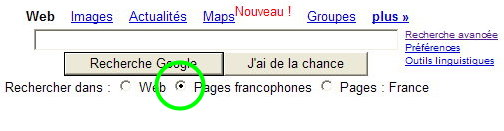 Web Images Actualités Maps Nouveau ! Groupes plus »
Recherche avancée
Préférences
Outils linguistiques
Recherche Google J'ai de la chance
Rechercher dans : Web Pages francophones Pages : France